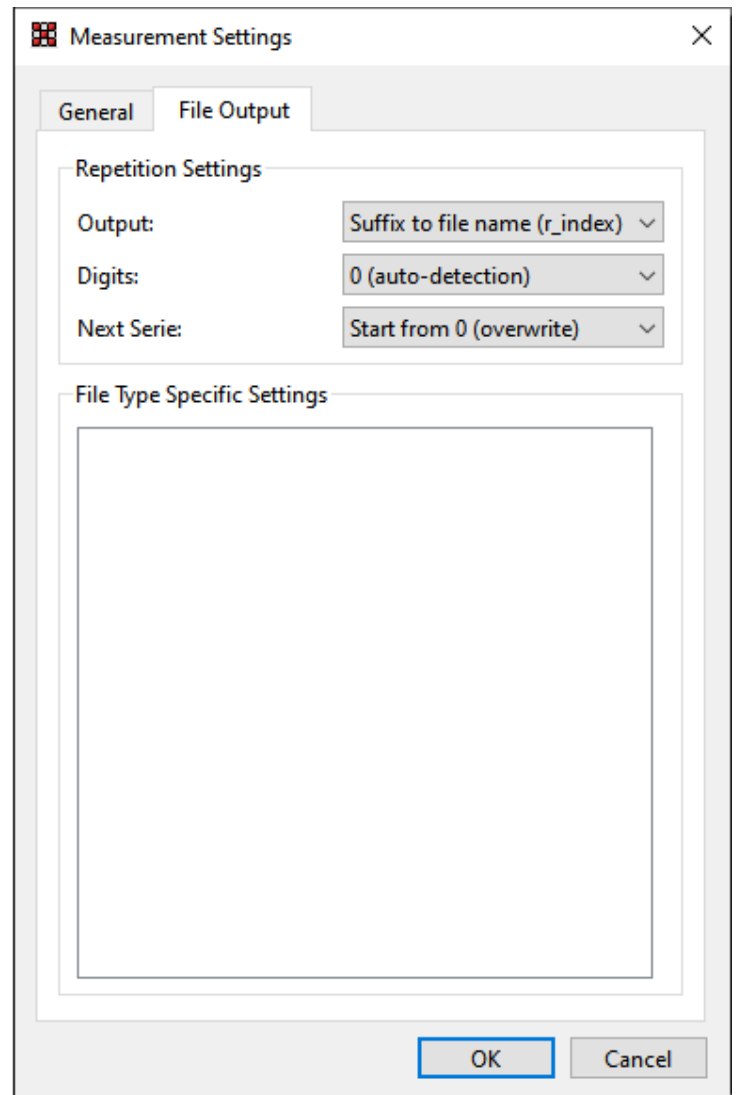 Measurement Settings
General File Output
Repetition Settings
Output: Suffix to file name (r_index)
Digits: 0 (auto-detection)
Next Serie: Start from 0 (overwrite)
File Type Specific Settings
OK Cancel